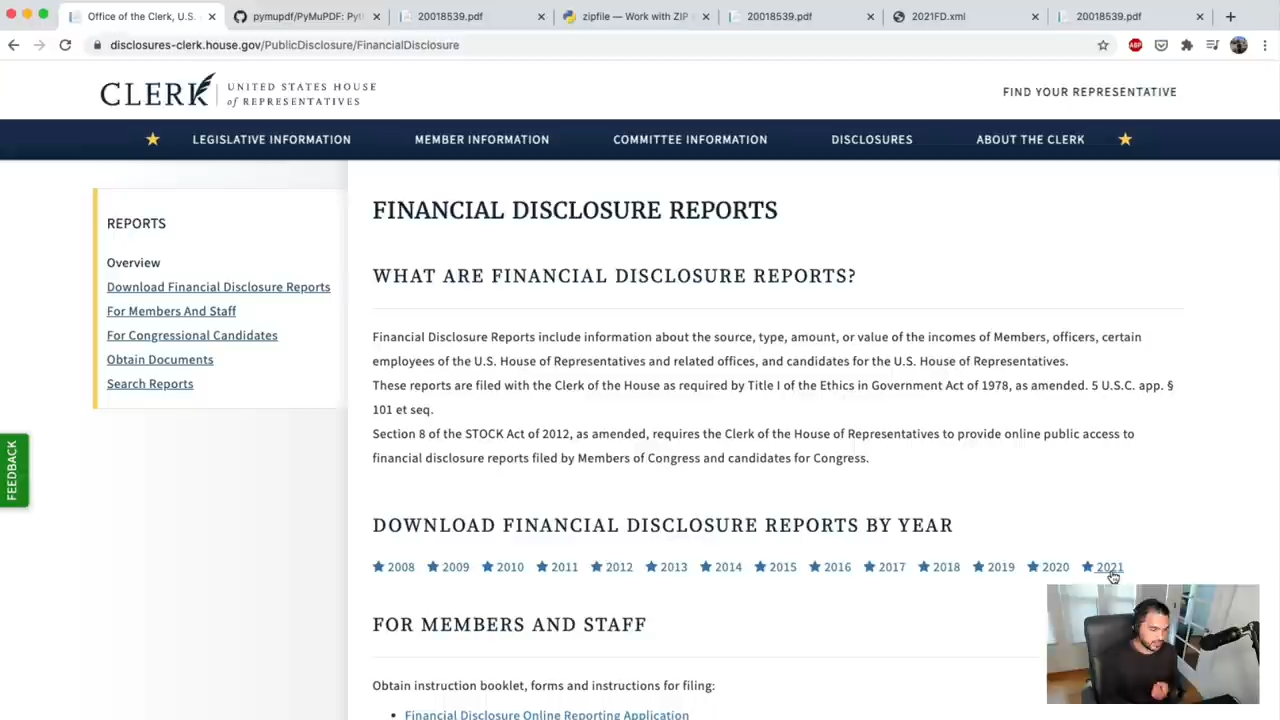 Office of the Clerk, U.S.
pymupdf/PyMuPDF: Pyt
20018539.pdf
zipfile — Work with ZIP
20018539.pdf
2021FD.xml
20018539.pdf
disclosures-clerk.house.gov/PublicDisclosure/FinancialDisclosure
ABP
CLERK
UNITED STATES HOUSE
of REPRESENTATIVES
FIND YOUR REPRESENTATIVE
LEGISLATIVE INFORMATION
MEMBER INFORMATION
COMMITTEE INFORMATION
DISCLOSURES
ABOUT THE CLERK
REPORTS
Overview
Download Financial Disclosure Reports
For Members And Staff
For Congressional Candidates
Obtain Documents
Search Reports
FEEDBACK
FINANCIAL DISCLOSURE REPORTS
WHAT ARE FINANCIAL DISCLOSURE REPORTS?
Financial Disclosure Reports include information about the source, type, amount, or value of the incomes of Members, officers, certain
employees of the U.S. House of Representatives and related offices, and candidates for the U.S. House of Representatives.
These reports are filed with the Clerk of the House as required by Title I of the Ethics in Government Act of 1978, as amended. 5 U.S.C. app. §
101 et seq.
Section 8 of the STOCK Act of 2012, as amended, requires the Clerk of the House of Representatives to provide online public access to
financial disclosure reports filed by Members of Congress and candidates for Congress.
DOWNLOAD FINANCIAL DISCLOSURE REPORTS BY YEAR
2008 2009 2010 2011 2012 2013 2014 2015 2016 2017 2018 2019 2020 2021
FOR MEMBERS AND STAFF
Obtain instruction booklet, forms and instructions for filing:
• Financial Disclosure Online Reporting Application